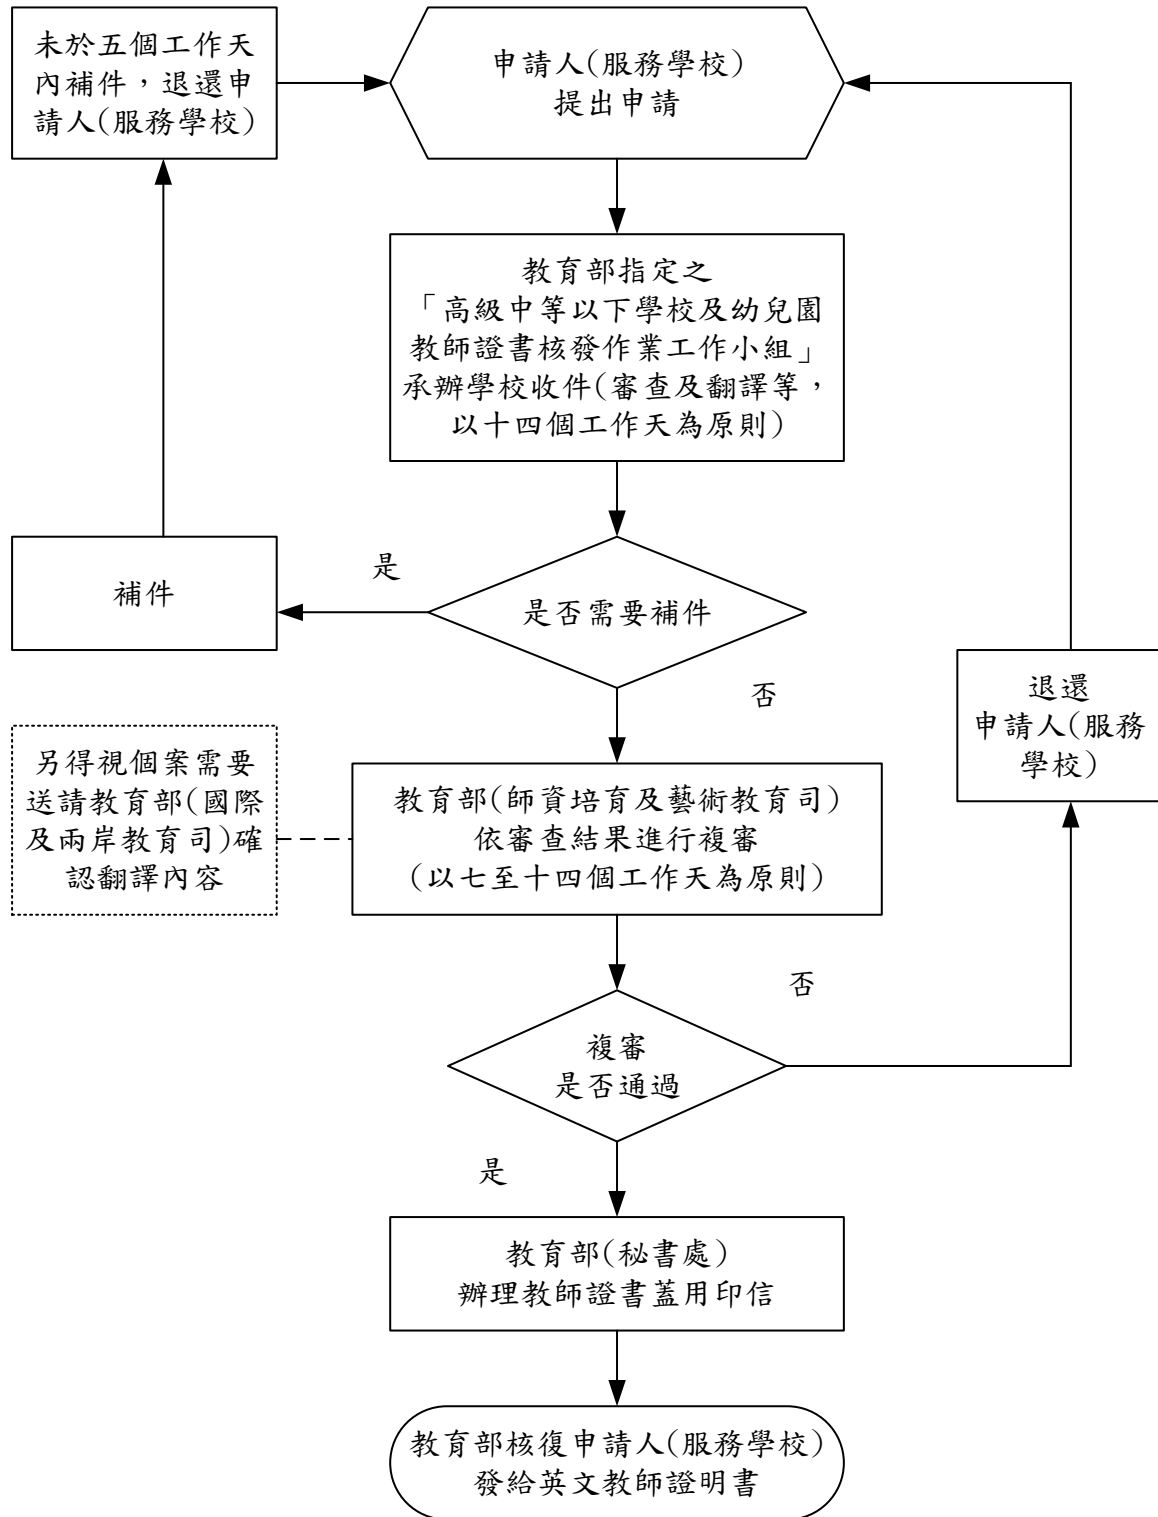 未於五個工作天
內補件，退還申
請人(服務學校)
申請人(服務學校)
提出申請
教育部指定之
「高級中等以下學校及幼兒園
教師證書核發作業工作小組」
承辦學校收件(審查及翻譯等，
以十四個工作天為原則)
是
補件
是否需要補件
否
退還
申請人(服務
學校)
另得視個案需要
送請教育部(國際
及兩岸教育司)確
認翻譯內容
教育部(師資培育及藝術教育司)
依審查結果進行複審
(以七至十四個工作天為原則)
否
複審
是否通過
是
教育部(秘書處)
辦理教師證書蓋用印信
教育部核復申請人(服務學校)
發給英文教師證明書